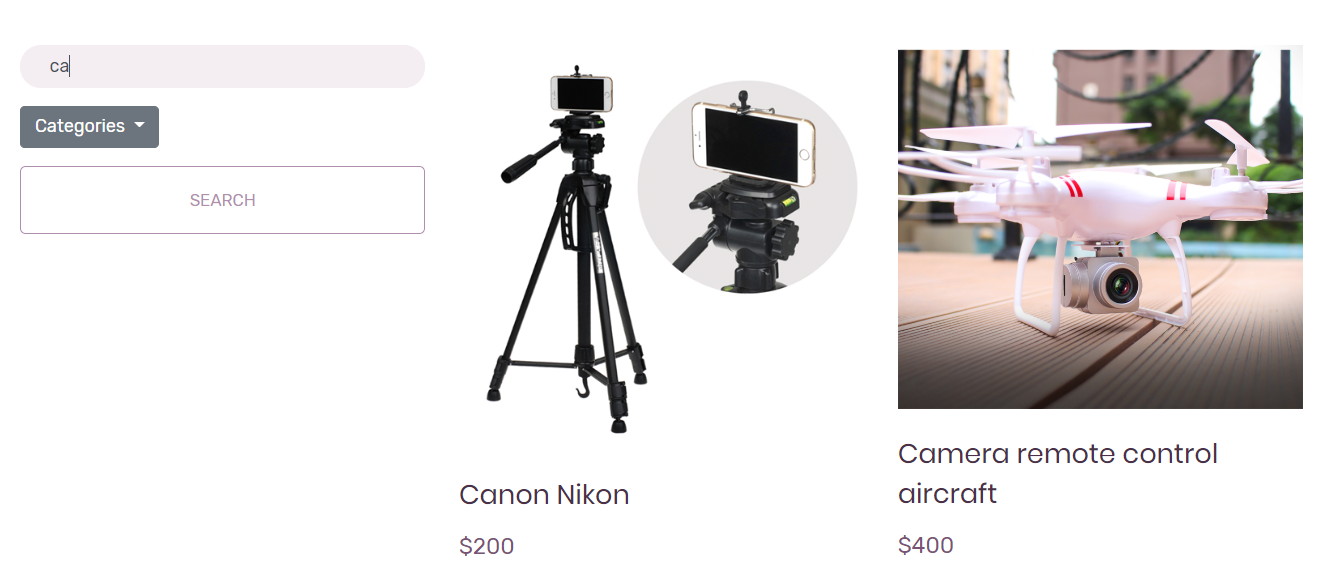 ca
Categories
SEARCH
Canon Nikon
$200
Camera remote control
aircraft
$400